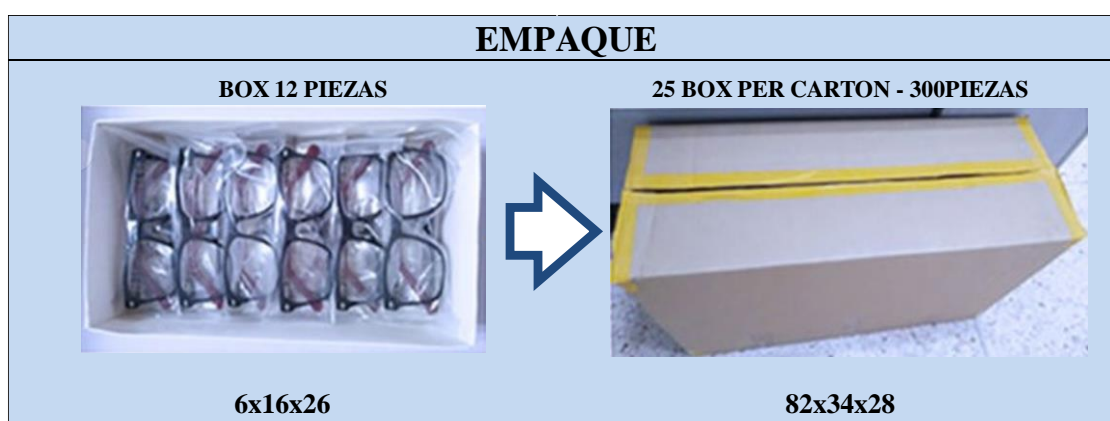 EMPAQUE
BOX 12 PIEZAS
25 BOX PER CARTON - 300PIEZAS
6x16x26
82x34x28